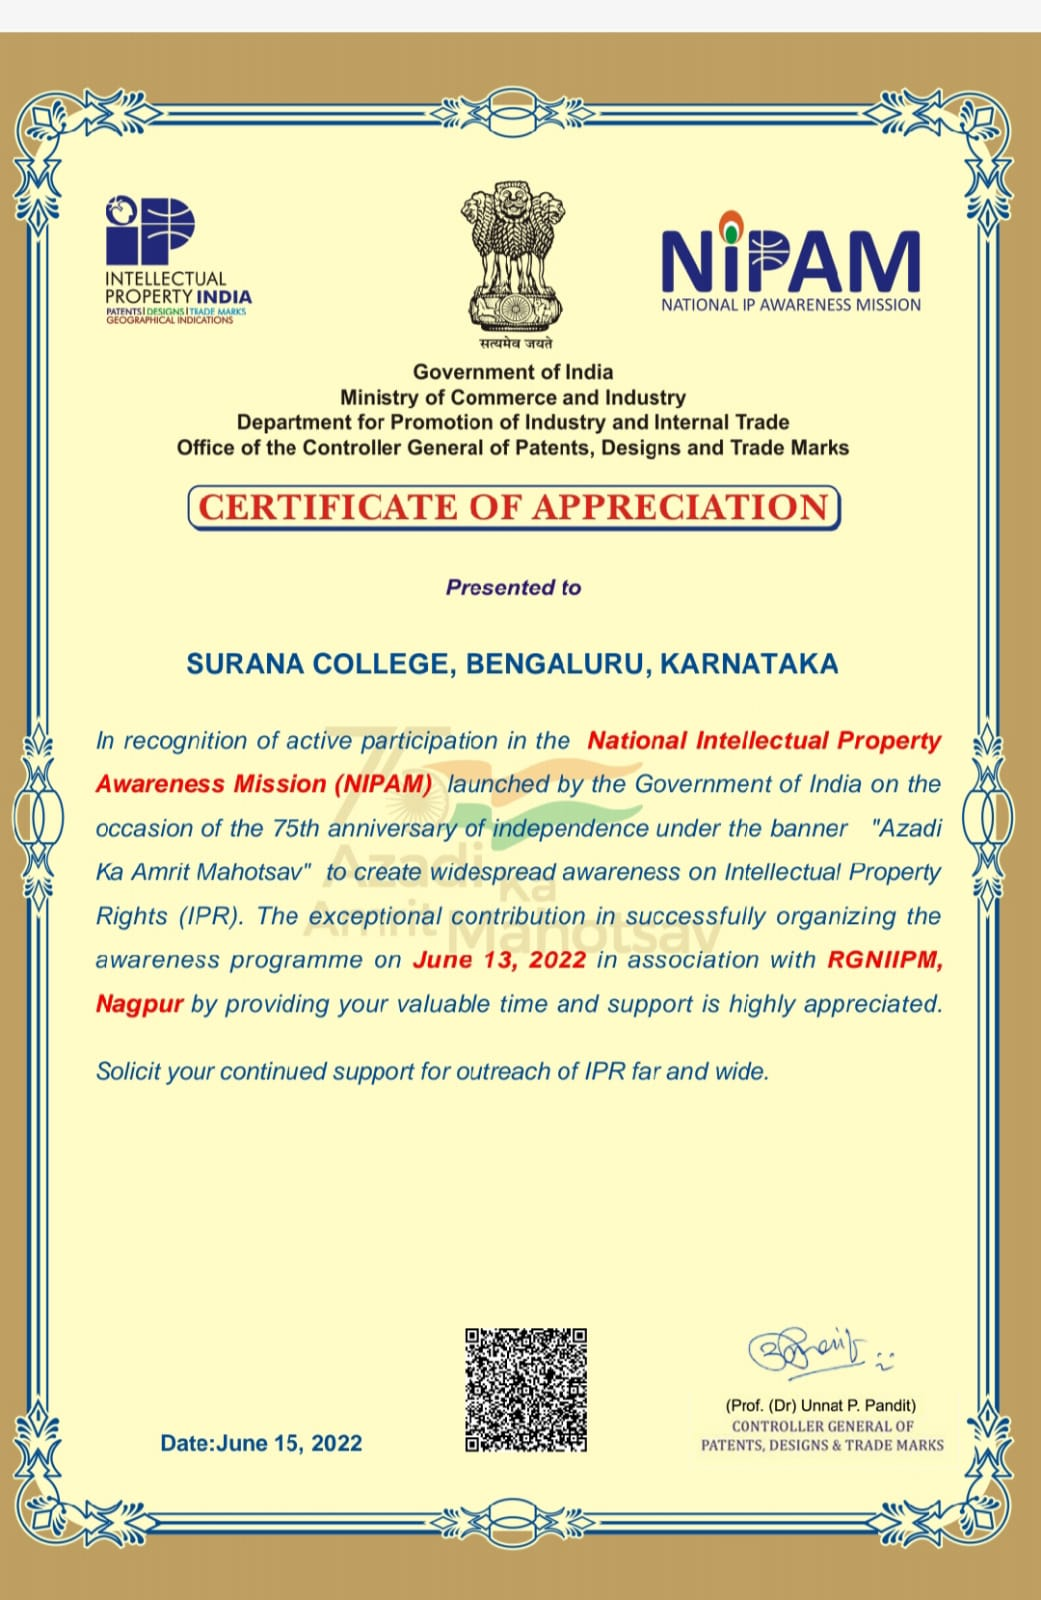 iP
INTELLECTUAL
PROPERTY INDIA
PATENTS | DESIGNS | TRADE MARKS
GEOGRAPHICAL INDICATIONS
सत्यमेव जयते
NiPAM
NATIONAL IP AWARENESS MISSION
Government of India
Ministry of Commerce and Industry
Department for Promotion of Industry and Internal Trade
Office of the Controller General of Patents, Designs and Trade Marks
CERTIFICATE OF APPRECIATION
Presented to
SURANA COLLEGE, BENGALURU, KARNATAKA
In recognition of active participation in the National Intellectual Property
Awareness Mission (NIPAM) launched by the Government of India on the
occasion of the 75th anniversary of independence under the banner "Azadi
Ka Amrit Mahotsav" to create widespread awareness on Intellectual Property
Rights (IPR). The exceptional contribution in successfully organizing the
awareness programme on June 13, 2022 in association with RGNIIPM,
Nagpur by providing your valuable time and support is highly appreciated.
75
Azadi
Ka
Amrit Mahotsav
Solicit your continued support for outreach of IPR far and wide.
Date:June 15, 2022
(Prof. (Dr) Unnat P. Pandit)
CONTROLLER GENERAL OF
PATENTS, DESIGNS & TRADE MARKS